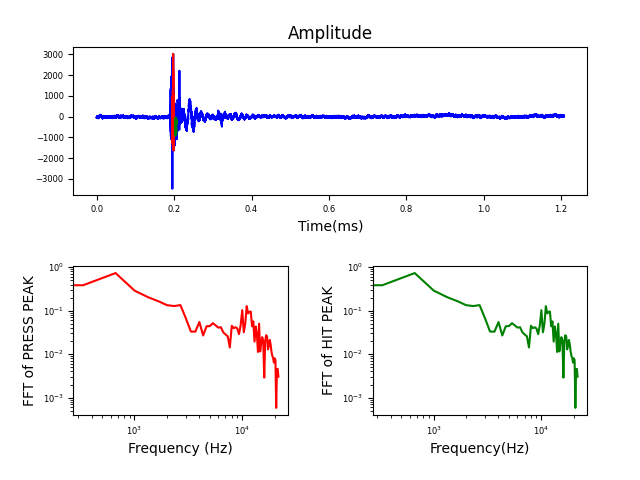 Amplitude
3000
2000
1000
0
−1000
−2000
−3000
0.0 0.2 0.4 0.6 0.8 1.0 1.2
Time(ms)
FFT of PRESS PEAK
10⁰
10⁻¹
10⁻²
10⁻³
10³ 10⁴
Frequency (Hz)
FFT of HIT PEAK
10⁰
10⁻¹
10⁻²
10⁻³
10³ 10⁴
Frequency(Hz)